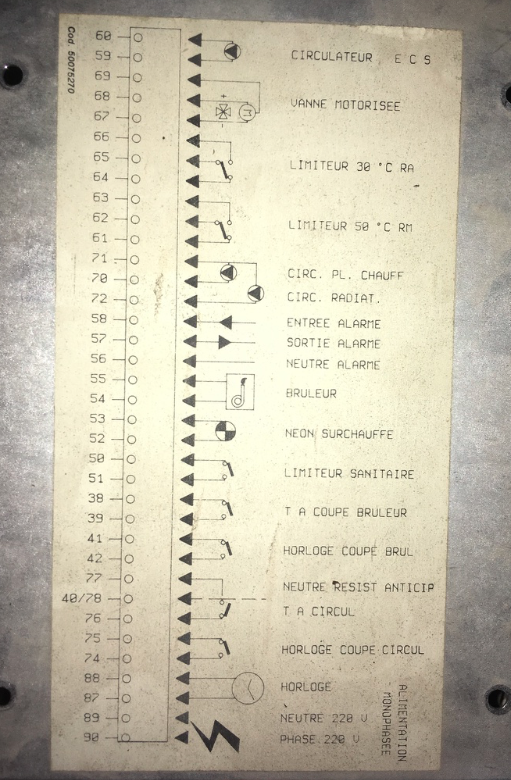 Cod. 50075270
60
59 CIRCULATEUR E C S
69
68 + VANNE MOTORISEE
67 M -
66
65 LIMITEUR 30 °C RA
64
63
62 LIMITEUR 50 °C RM
61
71
70 CIRC. PL. CHAUFF
72 CIRC. RADIAT.
58 ENTREE ALARME
57 SORTIE ALARME
56 NEUTRE ALARME
55 BRULEUR
54
53 NEON SURCHAUFFE
52
50 LIMITEUR SANITAIRE
51
38 T A COUPE BRULEUR
39
41 HORLOGE COUPE BRUL
42
77 NEUTRE RESIST ANTICIP
40/78
76 T A CIRCUL
75 HORLOGE COUPE CIRCUL
74
88 HORLOGE
87
89 NEUTRE 220 V
90 PHASE 220 V
ALIMENTATION
MONOPHASEE